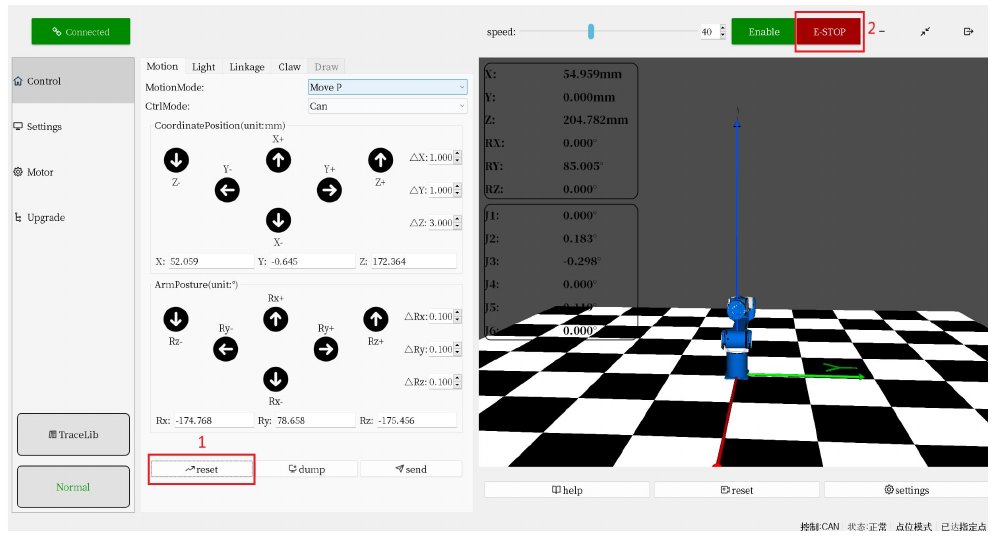 Connected
speed: 40 Enable E-STOP 2
Control
Settings
Motor
Upgrade
TraceLib
Normal
Motion Light Linkage Claw Draw
MotionMode: Move P
CtrlMode: Can
CoordinatePosition(unit:mm)
X+
Z- Y- Y+ Z+
X-
△X: 1.000
△Y: 1.000
△Z: 3.000
X: 52.059 Y: -0.645 Z: 172.364
ArmPosture(unit:°)
Rx+
Rz- Ry- Ry+ Rz+
Rx-
△Rx: 0.100
△Ry: 0.100
△Rz: 0.100
Rx: -174.768 Ry: 78.658 Rz: -175.456
1
reset dump send
X: 54.959mm
Y: 0.000mm
Z: 204.782mm
RX: 0.000°
RY: 85.005°
RZ: 0.000°
J1: 0.000°
J2: 0.183°
J3: -0.298°
J4: 0.000°
J5:
J6: 0.000°
Y
help reset settings
控制:CAN 状态:正常 点位模式 已达指定点